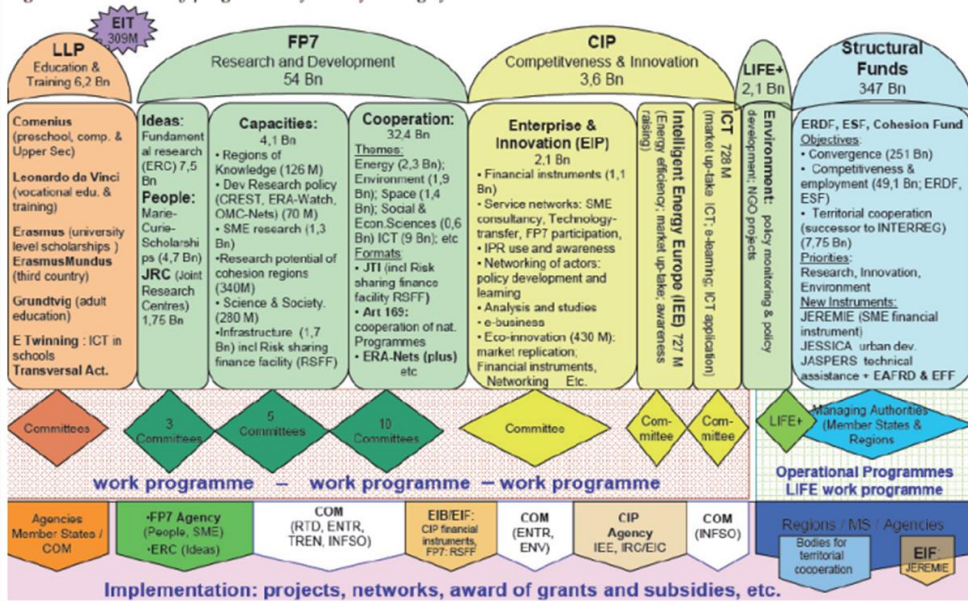 EIT
309M
LLP
Education &
Training 6,2 Bn
FP7
Research and Development
54 Bn
CIP
Competitveness & Innovation
3,6 Bn
LIFE+
2,1 Bn
Structural
Funds
347 Bn
Comenius
(preschool, comp. &
Upper Sec)
Leonardo da Vinci
(vocational edu. &
training)
Erasmus (university
level scholarships )
ErasmusMundus
(third country)
Grundtvig (adult
education)
E Twinning : ICT in
schools
Transversal Act.
Ideas:
Fundament
al research
(ERC) 7,5
Bn
People:
Marie-
Curie-
Scholarshi
ps (4,7 Bn)
JRC (Joint
Research
Centres)
1,75 Bn
Capacities:
4,1 Bn
• Regions of
Knowledge (126 M)
• Dev Research policy
(CREST, ERA-Watch,
OMC-Nets) (70 M)
• SME research (1,3
Bn)
•Research potential of
cohesion regions
(340M)
• Science & Society.
(280 M)
•Infrastructure (1,7
Bn) incl Risk sharing
finance facility (RSFF)
Cooperation:
32,4 Bn
Themes:
Energy (2,3 Bn);
Environment (1,9
Bn); Space (1,4
Bn); Social &
Econ.Sciences (0,6
Bn) ICT (9 Bn); etc
Formats:
• JTI (incl Risk
sharing finance
facility RSFF)
• Art 169:
cooperation of nat.
Programmes
• ERA-Nets (plus)
etc
Enterprise &
Innovation (EIP)
2,1 Bn
• Financial instruments (1,1
Bn)
• Service networks: SME
consultancy, Technology-
transfer, FP7 participation,
• IPR use and awareness
• Networking of actors:
policy development and
learning
• Analysis and studies
• e-business
• Eco-innovation (430 M):
market replication;
Financial instruments,
Networking Etc.
Intelligent Energy Europe (IEE) 727 M
(Energy efficiency; market up-take; awareness
raising)
ICT 728 M
(market up-take ICT; e-learning; ICT application)
Environment: policy monitoring & policy
development; NGO projects
ERDF, ESF, Cohesion Fund
Objectives:
• Convergence (251 Bn)
• Competitiveness &
employment (49,1 Bn; ERDF,
ESF)
• Territorial cooperation
(successor to INTERREG)
(7,75 Bn)
Priorities:
Research, Innovation,
Environment
New Instruments:
JEREMIE (SME financial
instrument)
JESSICA urban dev.
JASPERS technical
assistance + EAFRD & EFF
Committees
3
Committees
5
Committees
10
Committees
Committee
Com-
mittee
Com-
mittee
LIFE+
Managing Authorities
(Member States &
Regions
work programme – work programme – work programme
Operational Programmes
LIFE work programme
Agencies
Member States /
COM
•FP7 Agency
(People, SME)
•ERC (Ideas)
COM
(RTD, ENTR,
TREN, INFSO)
EIB/EIF:
CIP financial
instruments,
FP7: RSFF
COM
(ENTR,
ENV)
CIP
Agency
IEE, IRC/EIC
COM
(INFSO)
Regions / MS / Agencies
Bodies for
territorial
cooperation
EIF:
JEREMIE
Implementation: projects, networks, award of grants and subsidies, etc.